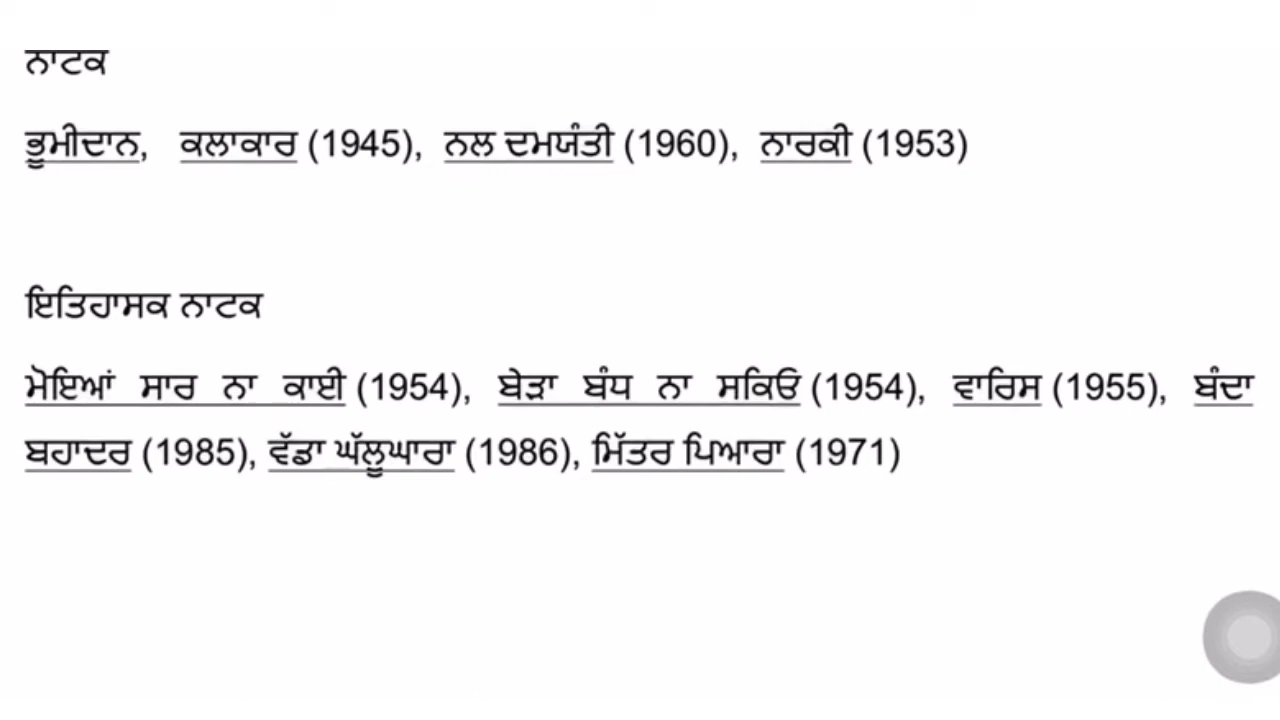 ਨਾਟਕ
ਭੂਮੀਦਾਨ, ਕਲਾਕਾਰ (1945), ਨਲ ਦਮਯੰਤੀ (1960), ਨਾਰਕੀ (1953)
ਇਤਿਹਾਸਕ ਨਾਟਕ
ਮੋਇਆਂ ਸਾਰ ਨਾ ਕਾਈ (1954), ਬੇੜਾ ਬੰਧ ਨਾ ਸਕਿਓ (1954), ਵਾਰਿਸ (1955), ਬੰਦਾ
ਬਹਾਦਰ (1985), ਵੱਡਾ ਘੱਲੂਘਾਰਾ (1986), ਮਿੱਤਰ ਪਿਆਰਾ (1971)